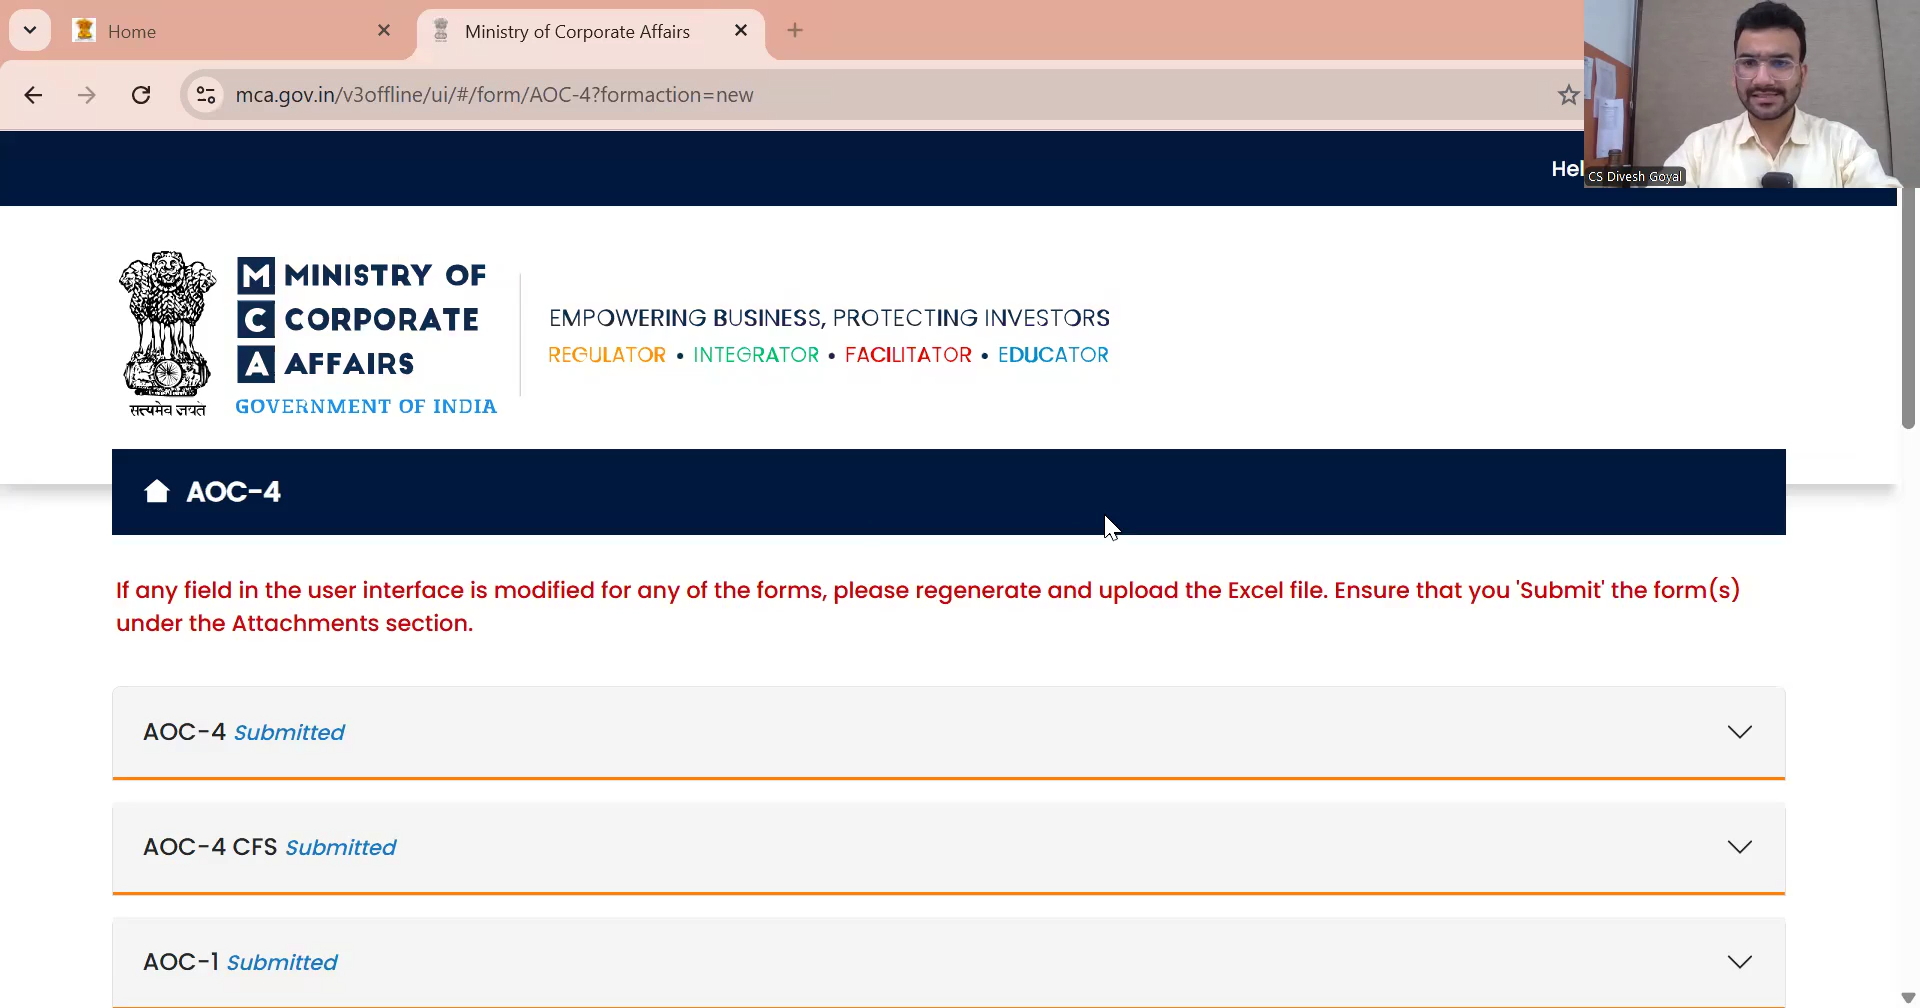 Home
Ministry of Corporate Affairs
mca.gov.in/v3offline/ui/#/form/AOC-4?formaction=new
Hel
CS Divesh Goyal
M MINISTRY OF
C CORPORATE
A AFFAIRS
GOVERNMENT OF INDIA
सत्यमेव जयते
EMPOWERING BUSINESS, PROTECTING INVESTORS
REGULATOR • INTEGRATOR • FACILITATOR • EDUCATOR
AOC-4
If any field in the user interface is modified for any of the forms, please regenerate and upload the Excel file. Ensure that you 'Submit' the form(s)
under the Attachments section.
AOC-4 Submitted
AOC-4 CFS Submitted
AOC-1 Submitted